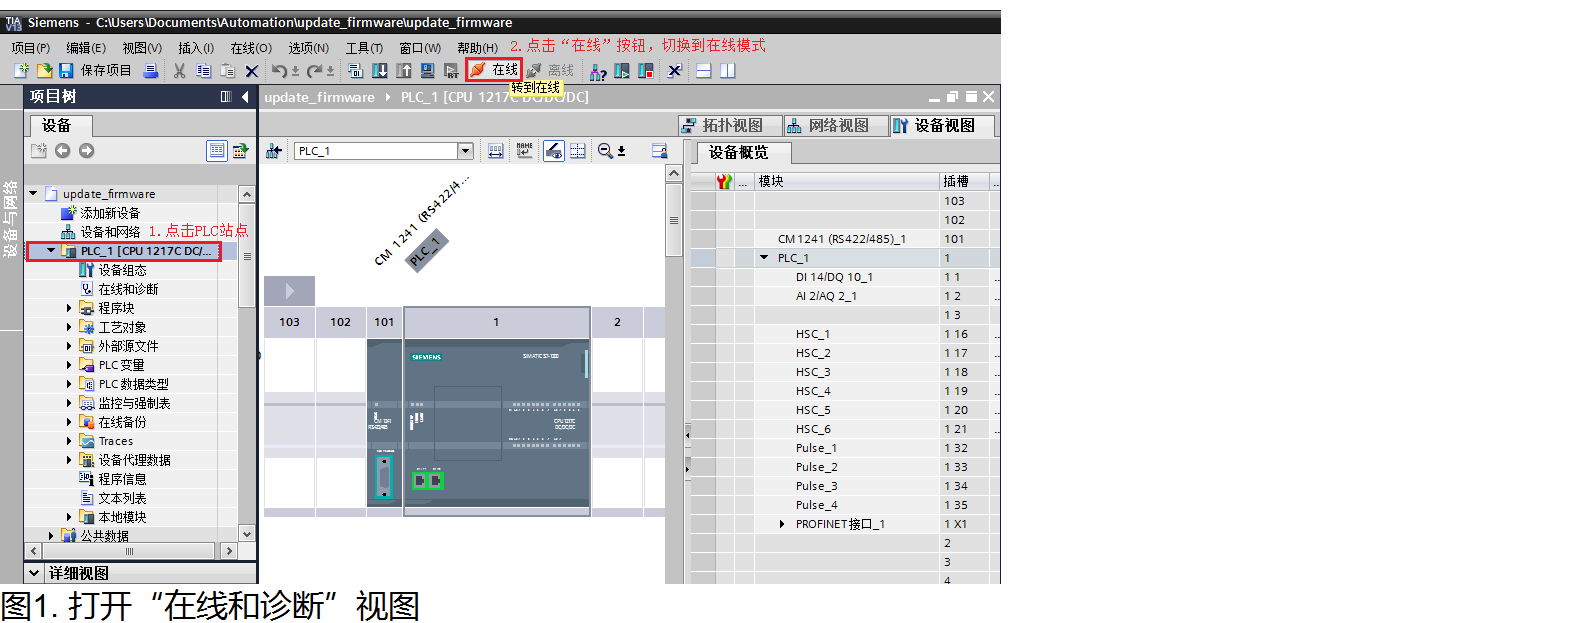 Siemens - C:\Users\Documents\Automation\update_firmware\update_firmware
项目(P) 编辑(E) 视图(V) 插入(I) 在线(O) 选项(N) 工具(T) 窗口(W) 帮助(H)
2. 点击“在线”按钮，切换到在线模式
保存项目 在线 离线
转到在线
项目树
update_firmware PLC_1 [CPU 1217C DC/DC/DC]
设备
拓扑视图 网络视图 设备视图
PLC_1
设备概览
设备与网络
update_firmware
添加新设备
设备和网络
1. 点击PLC站点
PLC_1 [CPU 1217C DC/...
设备组态
在线和诊断
程序块
工艺对象
外部源文件
PLC 变量
PLC 数据类型
监控与强制表
在线备份
Traces
设备代理数据
程序信息
文本列表
本地模块
公共数据
详细视图
CM 1241 (RS422/4...
PLC_1
103 102 101 1 2
SIEMENS SIMATIC S7-1200
CM 1241
RS422/485
CPU 1217C
DC/DC/DC
... 模块 插槽 ..
103
102
CM 1241 (RS422/485)_1 101
PLC_1 1
DI 14/DQ 10_1 1 1 ..
AI 2/AQ 2_1 1 2 ..
1 3
HSC_1 1 16 ..
HSC_2 1 17 ..
HSC_3 1 18 ..
HSC_4 1 19 ..
HSC_5 1 20 ..
HSC_6 1 21 ..
Pulse_1 1 32
Pulse_2 1 33
Pulse_3 1 34
Pulse_4 1 35
PROFINET 接口_1 1 X1
2
3
4
图1. 打开“在线和诊断”视图